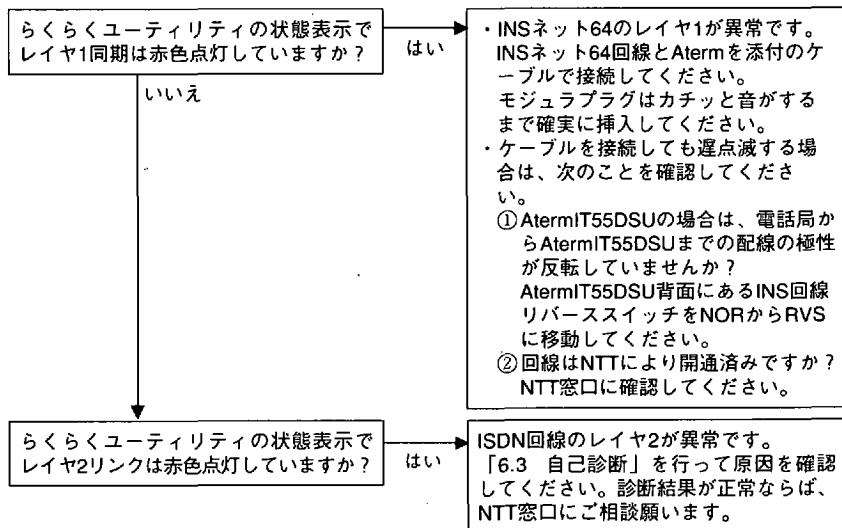 らくらくユーティリティの状態表示で
レイヤ1同期は赤色点灯していますか？
はい
いいえ
・INSネット64のレイヤ1が異常です。
INSネット64回線とAtermを添付のケ
ーブルで接続してください。
モジュラプラグはカチッと音がする
まで確実に挿入してください。
・ケーブルを接続しても遅点滅する場
合は、次のことを確認してくださ
い。
①AtermIT55DSUの場合は、電話局か
らAtermIT55DSUまでの配線の極性
が反転していませんか？
AtermIT55DSU背面にあるINS回線
リバーススイッチをNORからRVS
に移動してください。
②回線はNTTにより開通済みですか？
NTT窓口に確認してください。
らくらくユーティリティの状態表示で
レイヤ2リンクは赤色点灯していますか？
はい
ISDN回線のレイヤ2が異常です。
「6.3　自己診断」を行って原因を確認
してください。診断結果が正常ならば、
NTT窓口にご相談願います。